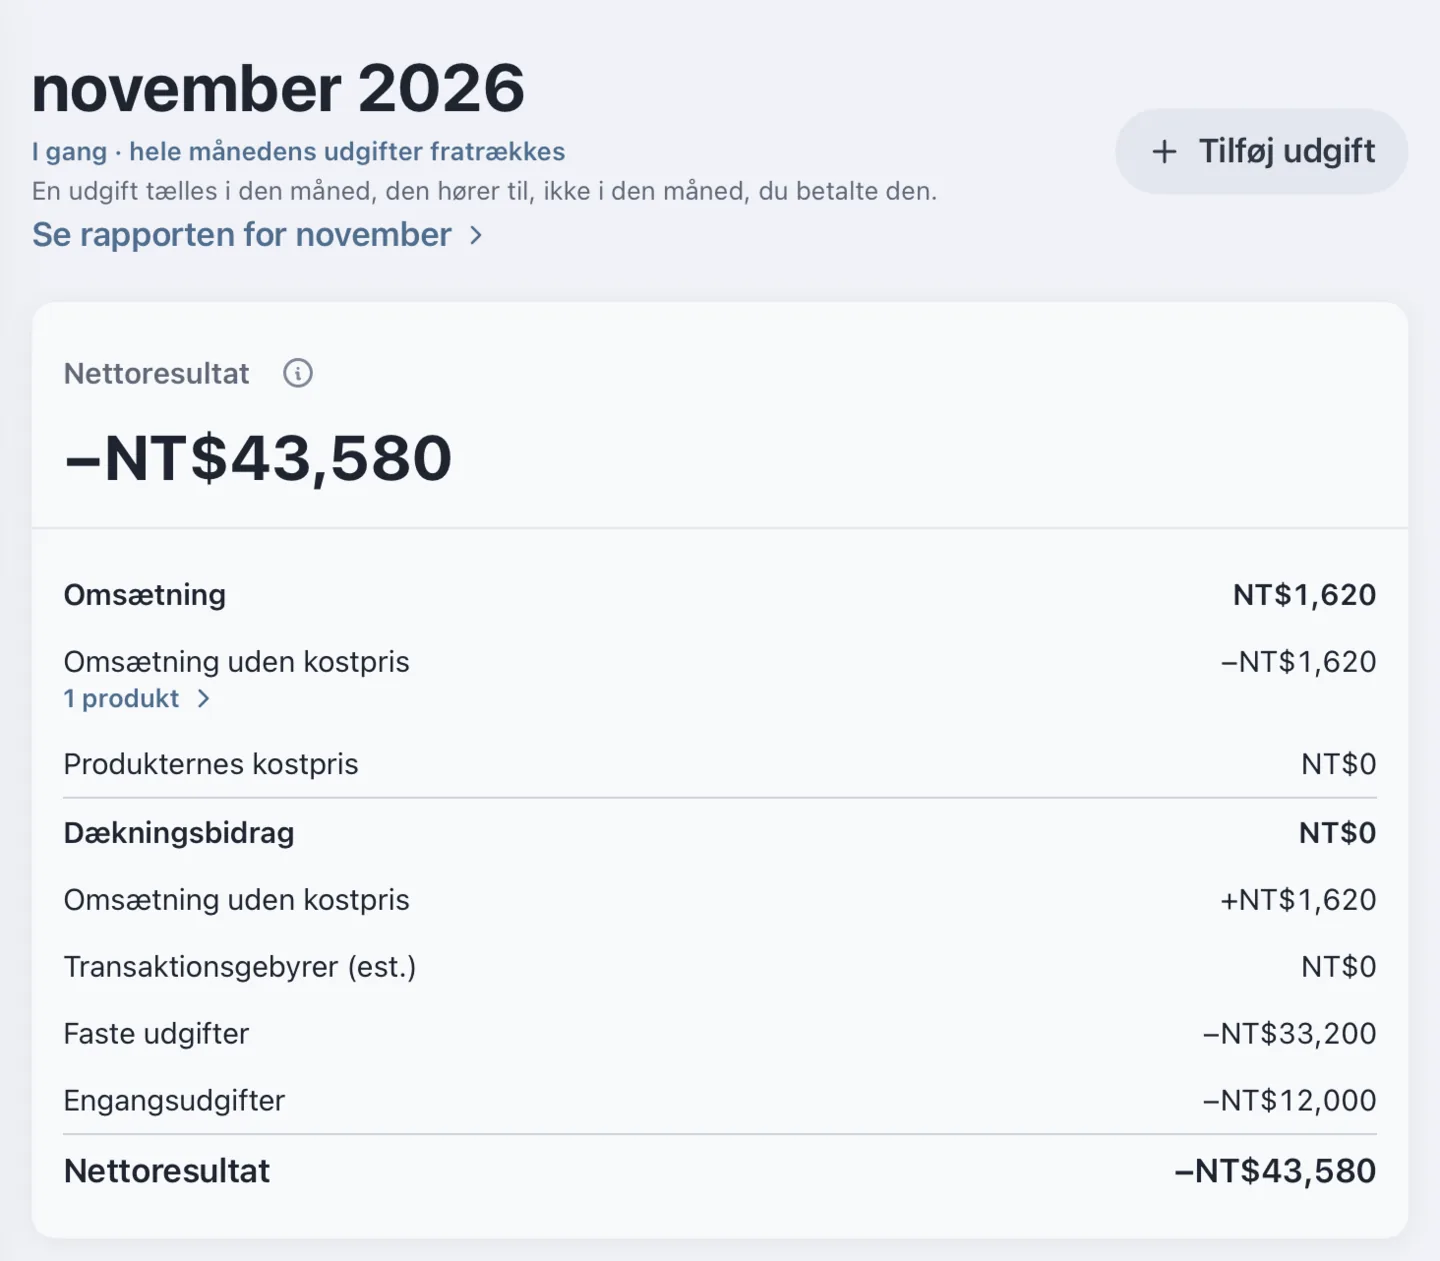 november 2026
I gang · hele månedens udgifter fratrækkes
En udgift tælles i den måned, den hører til, ikke i den måned, du betalte den.
Se rapporten for november
+ Tilføj udgift
Nettoresultat
–NT$43,580
Omsætning NT$1,620
Omsætning uden kostpris –NT$1,620
1 produkt
Produkternes kostpris NT$0
Dækningsbidrag NT$0
Omsætning uden kostpris +NT$1,620
Transaktionsgebyrer (est.) NT$0
Faste udgifter –NT$33,200
Engangsudgifter –NT$12,000
Nettoresultat –NT$43,580